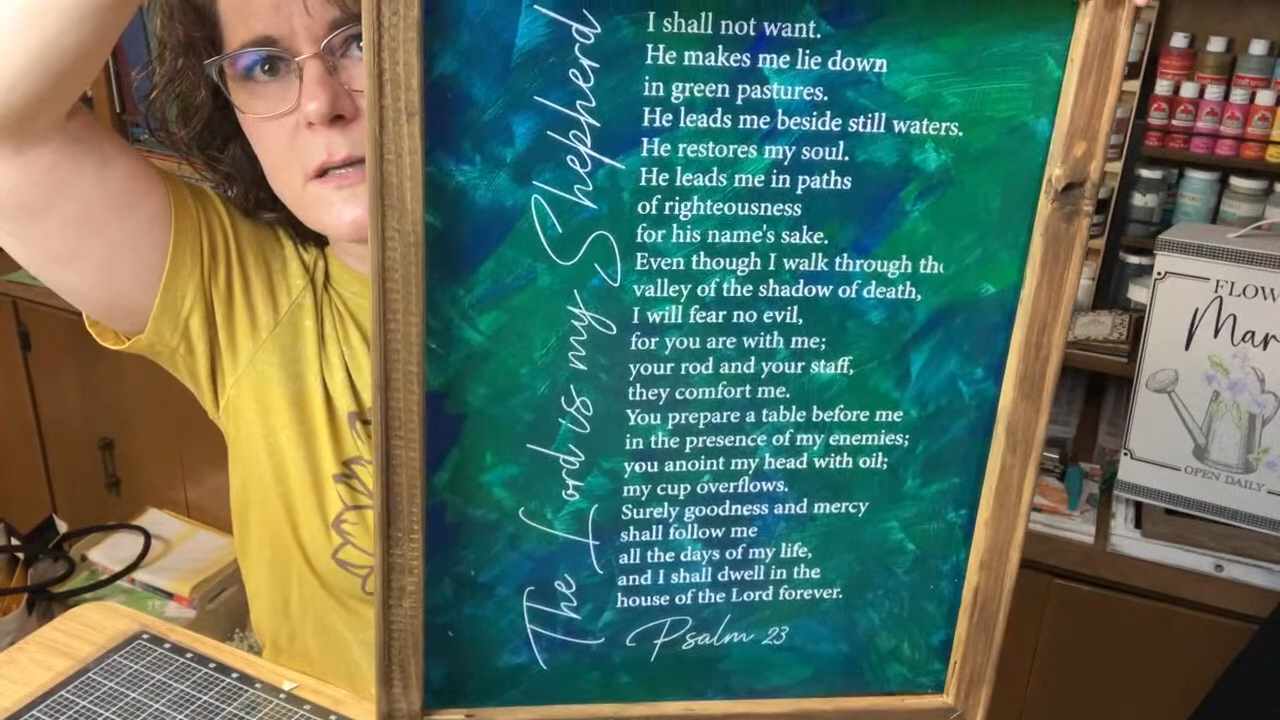 The Lord is my Shepherd
I shall not want.
He makes me lie down
in green pastures.
He leads me beside still waters.
He restores my soul.
He leads me in paths
of righteousness
for his name's sake.
Even though I walk through the
valley of the shadow of death,
I will fear no evil,
for you are with me;
your rod and your staff,
they comfort me.
You prepare a table before me
in the presence of my enemies;
you anoint my head with oil;
my cup overflows.
Surely goodness and mercy
shall follow me
all the days of my life,
and I shall dwell in the
house of the Lord forever.
Psalm 23
FLOW
Mar
OPEN DAILY